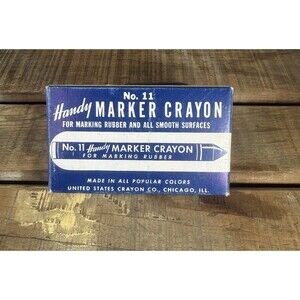 No. 11
Handy MARKER CRAYON
FOR MARKING RUBBER AND ALL SMOOTH SURFACES
No. 11 Handy MARKER CRAYON
FOR MARKING RUBBER
MADE IN ALL POPULAR COLORS
UNITED STATES CRAYON CO., CHICAGO, ILL.